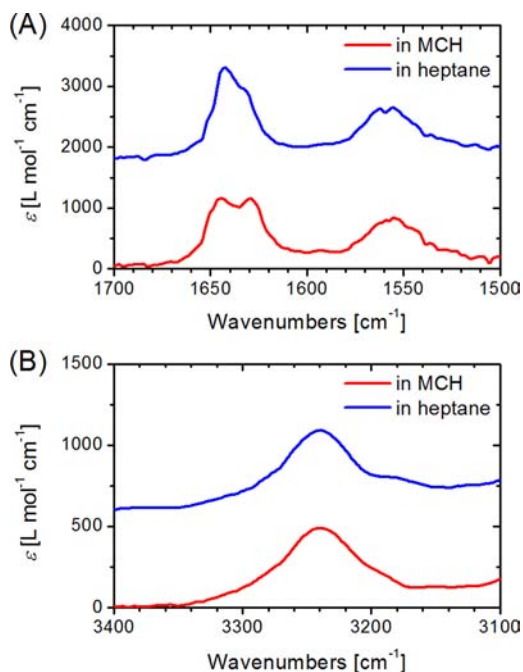 (A)
4000
3000
2000
1000
0
ε [L mol⁻¹ cm⁻¹]
in MCH
in heptane
1700 1650 1600 1550 1500
Wavenumbers [cm⁻¹]
(B)
1500
1000
500
0
ε [L mol⁻¹ cm⁻¹]
in MCH
in heptane
3400 3300 3200 3100
Wavenumbers [cm⁻¹]